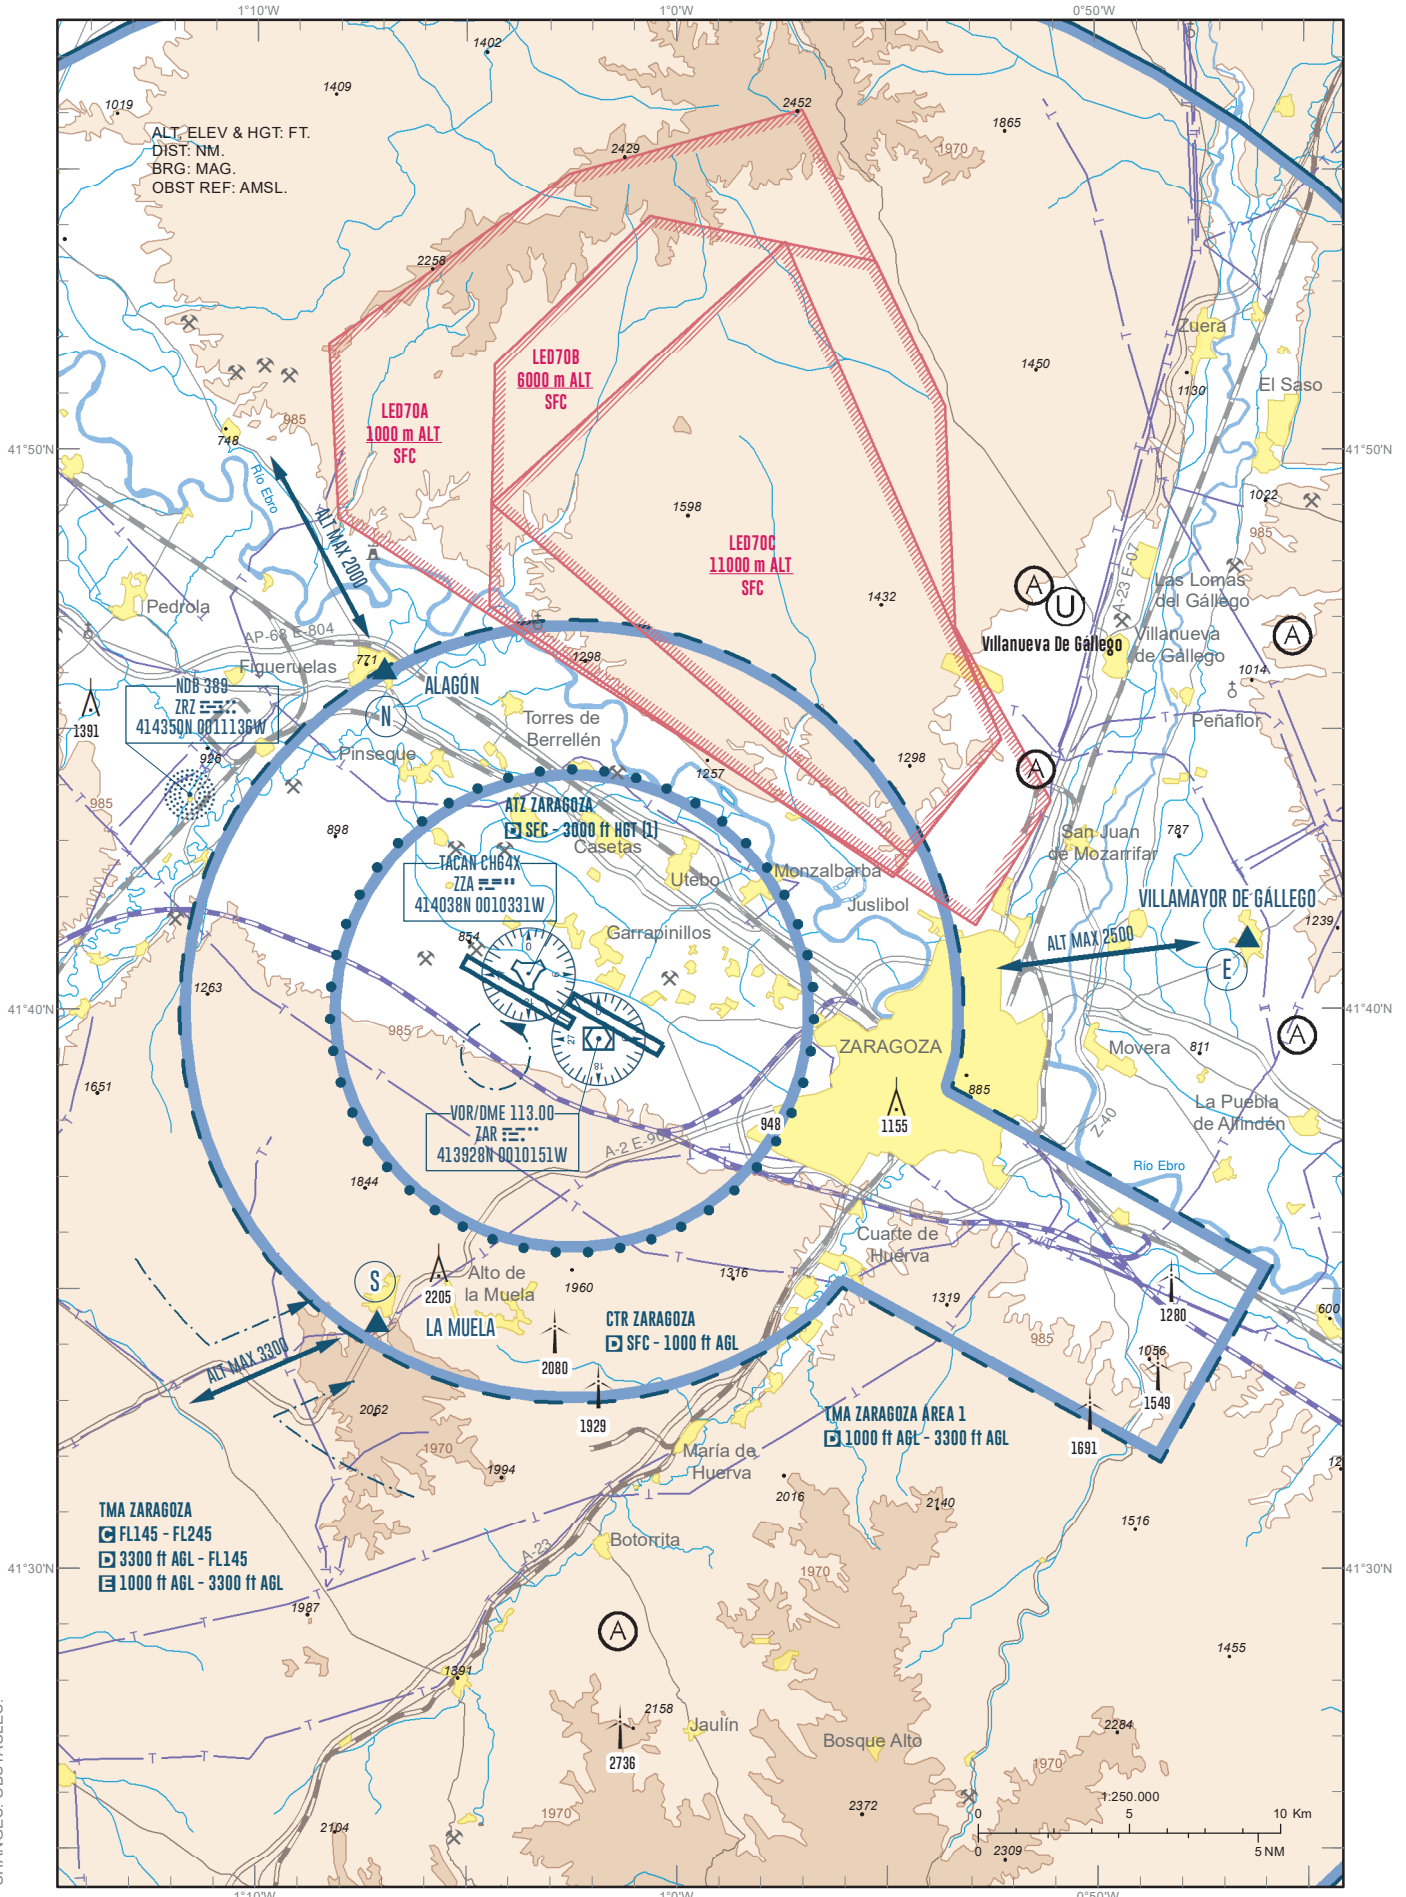 1°10'W
1°0'W
0°50'W
1402
1409
1019
2452
1865
1970
2429
ALT, ELEV & HGT: FT.
DIST: NM.
BRG: MAG.
OBST REF: AMSL.
2258
Zuera
1450
1130
El Saso
LED70B
6000 m ALT
SFC
LED70A
1000 m ALT
SFC
985
748
41°50'N
41°50'N
Río Ebro
1022
985
ALT MAX 2000
1598
LED70C
11000 m ALT
SFC
A-23 E-07
Las Lomas
del Gállego
A
U
1432
Pedrola
AP-68 E-804
Villanueva De Gállego
Villanueva
de Gállego
A
771
Figueruelas
1298
1014
ALAGÓN
NDB 389
ZRZ
414350N 0011136W
N
1391
926
Torres de
Berrellén
Peñaflor
Pinseque
1257
1298
A
985
898
ATZ ZARAGOZA
D SFC - 3000 ft HGT (1)
Casetas
San Juan
de Mozarrifar
787
TACAN CH64X
ZZA
414038N 0010331W
Utebo
Monzalbarba
Juslibol
VILLAMAYOR DE GÁLLEGO
1239
854
Garrapinillos
ALT MAX 2500
E
1263
41°40'N
41°40'N
985
ZARAGOZA
Movera
811
A
1651
885
La Puebla
de Alfindén
VOR/DME 113.00
ZAR
413928N 0010151W
948
1155
Z-40
A-2 E-90
Río Ebro
1844
Cuarte de
Huerva
S
2205
Alto de
la Muela
1960
1316
1319
1280
600
LA MUELA
CTR ZARAGOZA
D SFC - 1000 ft AGL
985
1056
ALT MAX 3300
2080
1549
2062
1929
1691
TMA ZARAGOZA ÁREA 1
D 1000 ft AGL - 3300 ft AGL
1970
1994
María de
Huerva
2016
2140
1516
TMA ZARAGOZA
C FL145 - FL245
D 3300 ft AGL - FL145
E 1000 ft AGL - 3300 ft AGL
A-23
Botorrita
41°30'N
41°30'N
1970
1987
A
1455
1391
2158
Jaulín
2736
Bosque Alto
2284
1970
1:250.000
0
5
10 Km
0
5 NM
2372
1970
2104
2309
CHANGES: OBSTACLES.
1°10'W
1°0'W
0°50'W